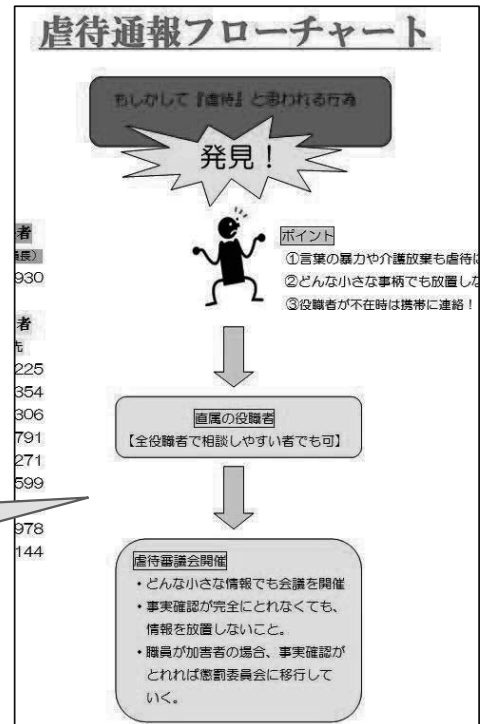 虐待通報フローチャート
もしかして『虐待』と思われる行為
発見！
者
長）
930
者
先
225
354
306
791
271
599
978
144
ポイント
①言葉の暴力や介護放棄も虐待
②どんな小さな事柄でも放置し
③役職者が不在時は携帯に連絡！
直属の役職者
【全役職者で相談しやすい者でも可】
虐待審議会開催
・どんな小さな情報でも会議を開催
・事実確認が完全にとれなくても、
情報を放置しないこと。
・職員が加害者の場合、事実確認が
とれれば懲罰委員会に移行して
いく。